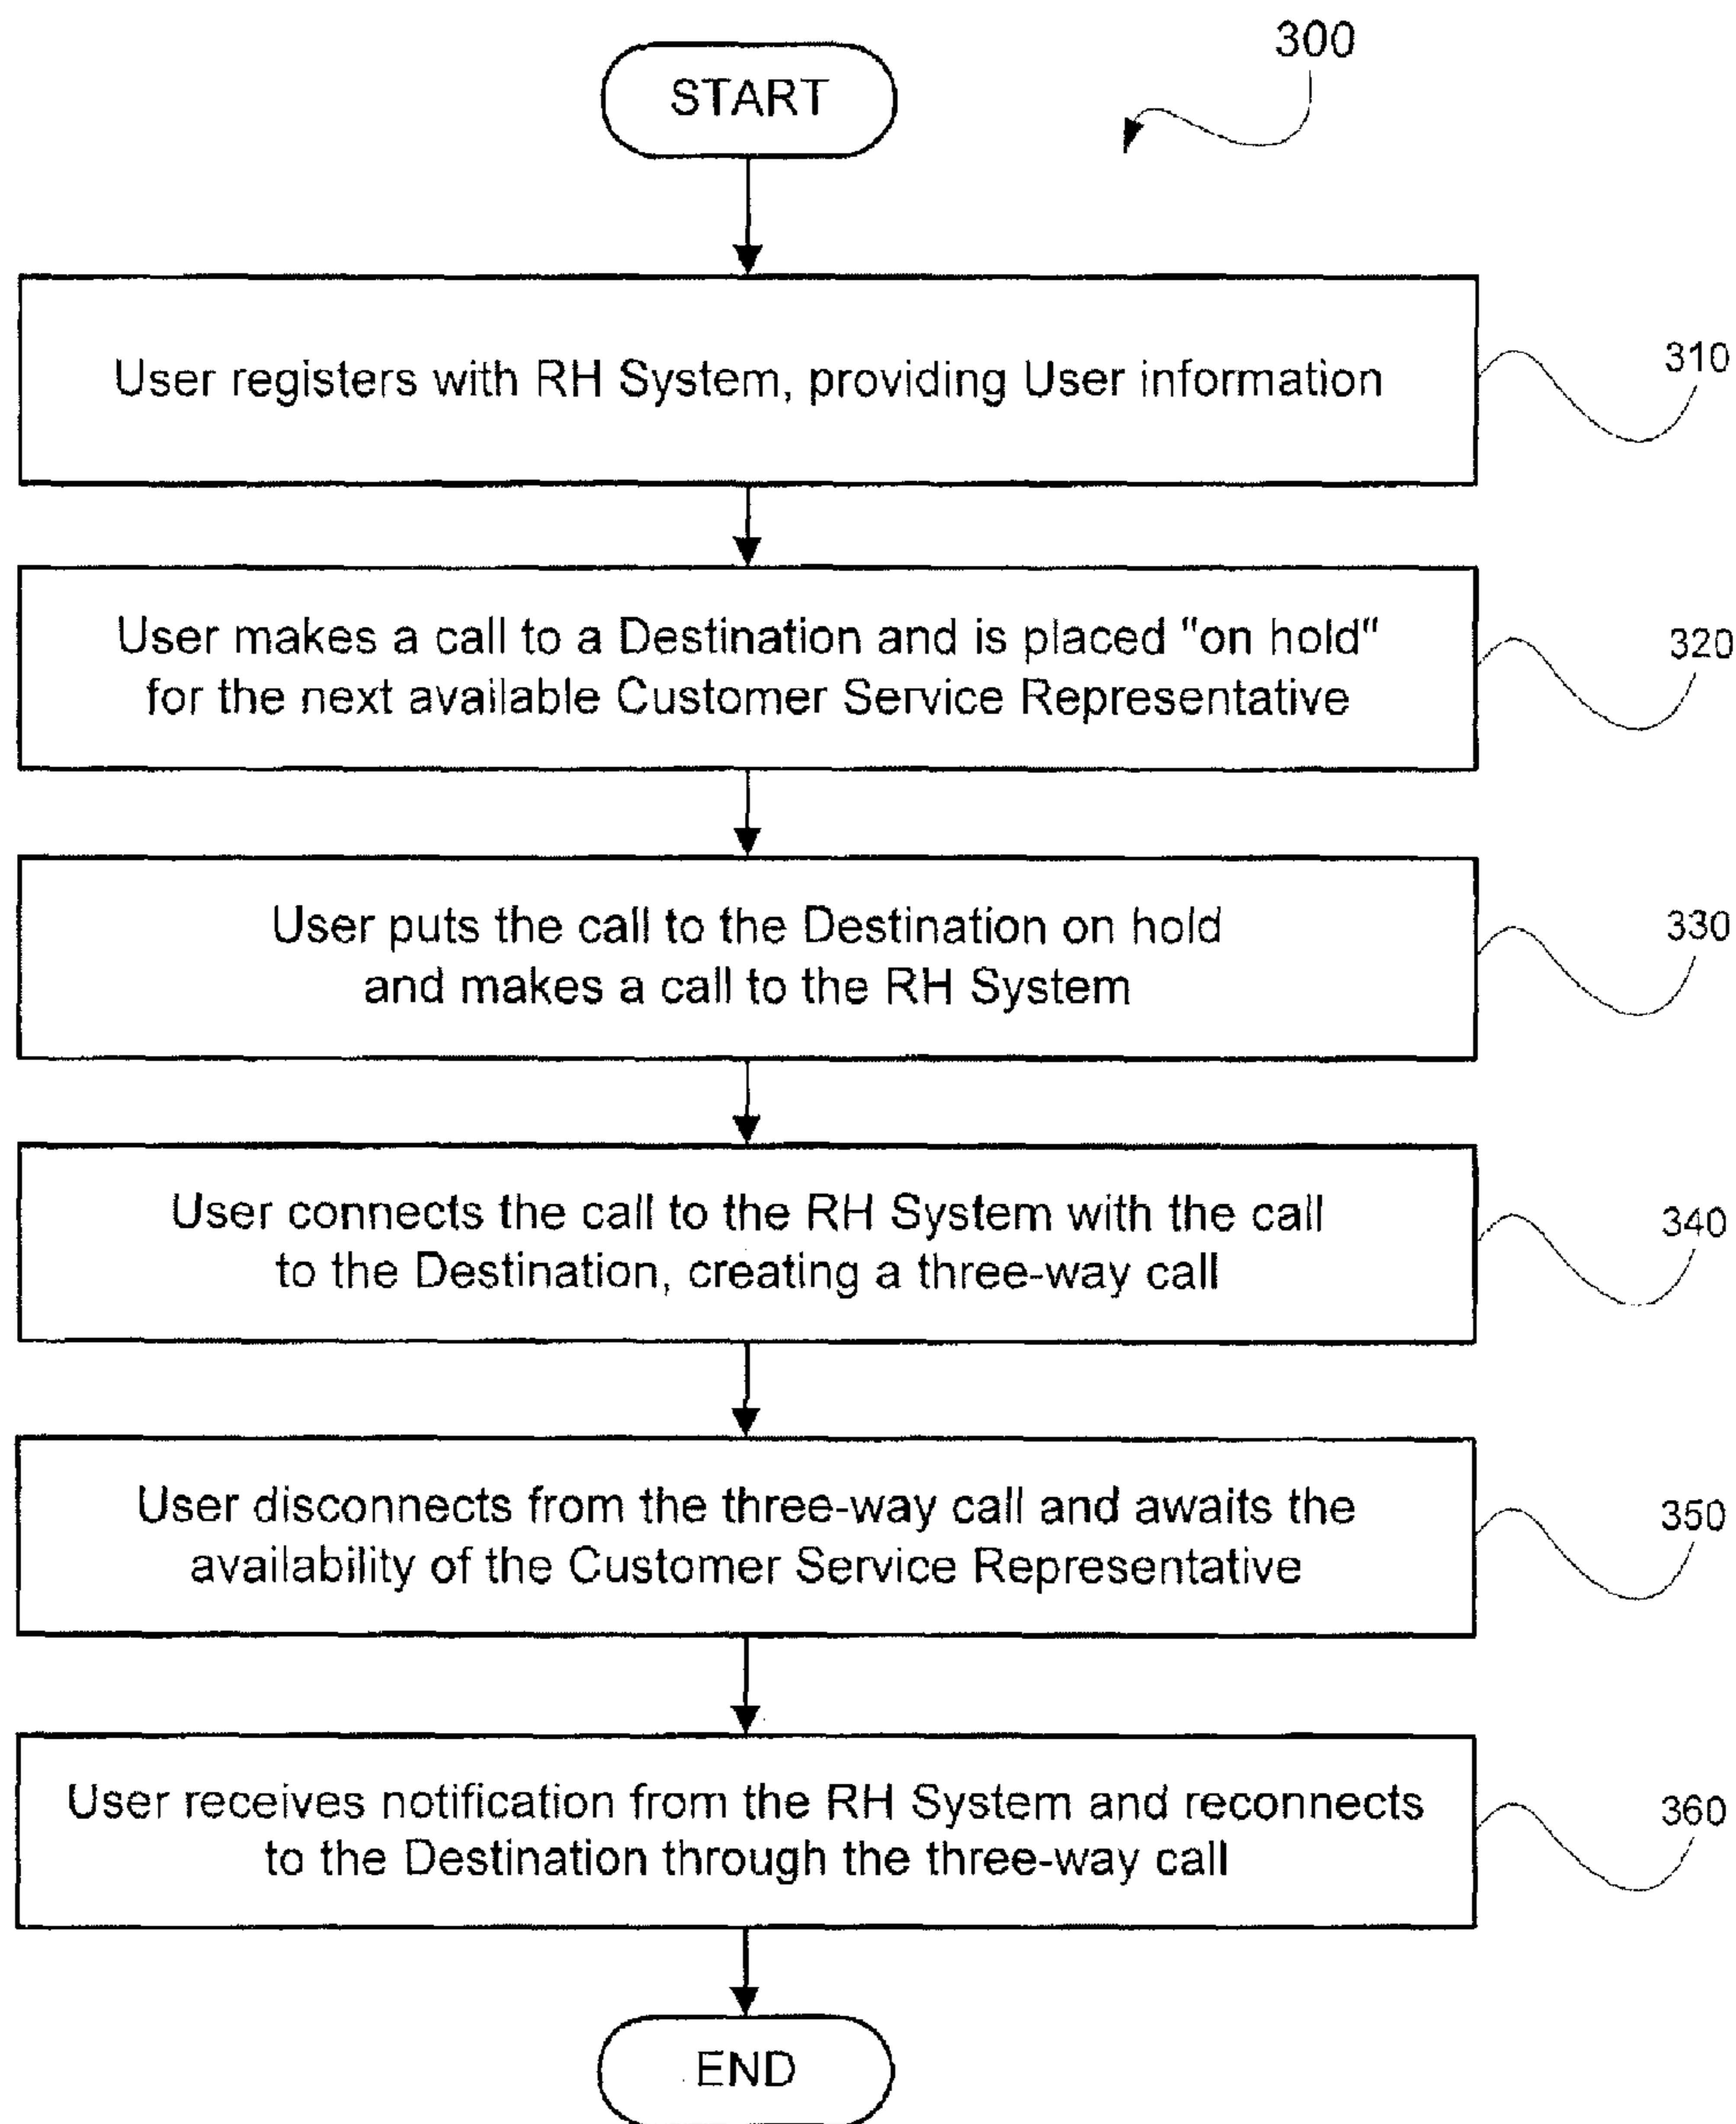 START
300
User registers with RH System, providing User information
310
User makes a call to a Destination and is placed "on hold"
for the next available Customer Service Representative
320
User puts the call to the Destination on hold
and makes a call to the RH System
330
User connects the call to the RH System with the call
to the Destination, creating a three-way call
340
User disconnects from the three-way call and awaits the
availability of the Customer Service Representative
350
User receives notification from the RH System and reconnects
to the Destination through the three-way call
360
END